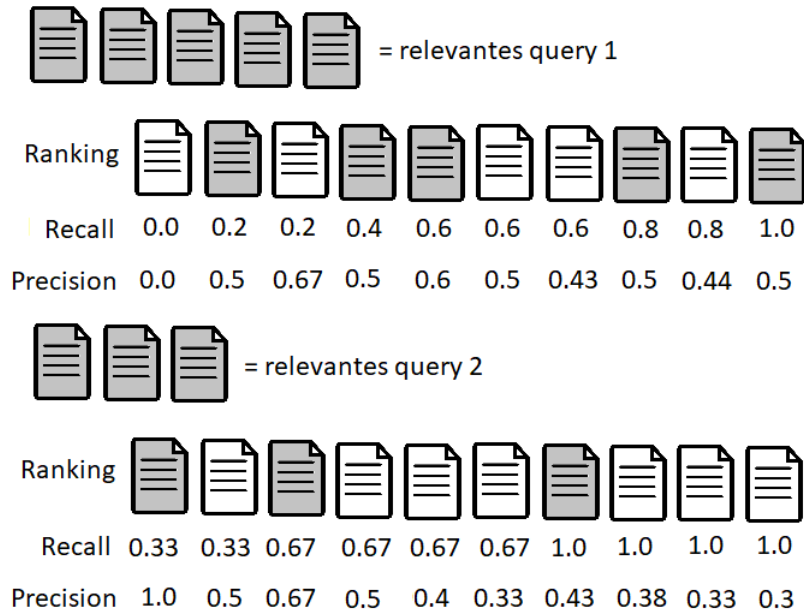 = relevantes query 1
Ranking
Recall 0.0 0.2 0.2 0.4 0.6 0.6 0.6 0.8 0.8 1.0
Precision 0.0 0.5 0.67 0.5 0.6 0.5 0.43 0.5 0.44 0.5
= relevantes query 2
Ranking
Recall 0.33 0.33 0.67 0.67 0.67 0.67 1.0 1.0 1.0 1.0
Precision 1.0 0.5 0.67 0.5 0.4 0.33 0.43 0.38 0.33 0.3